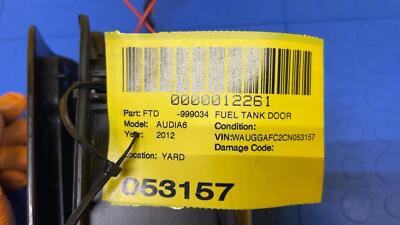 0000012261
Part: FTD -999034 FUEL TANK DOOR
Model: AUDIA6 Condition:
Year: 2012 VIN:WAUGGAFC2CN053157
Damage Code:
Location: YARD
053157